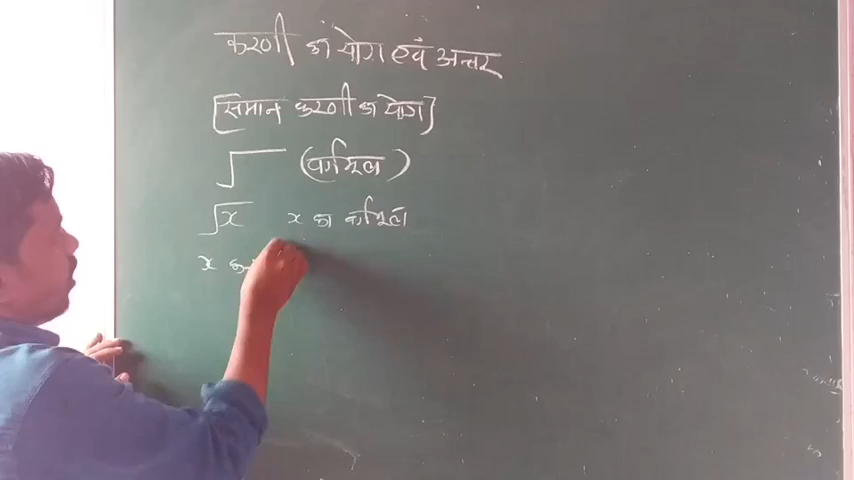 करणी का योग एवं अन्तर
[समान करणी का योग]
√ (वर्गमूल)
√x x का वर्गमूल
x